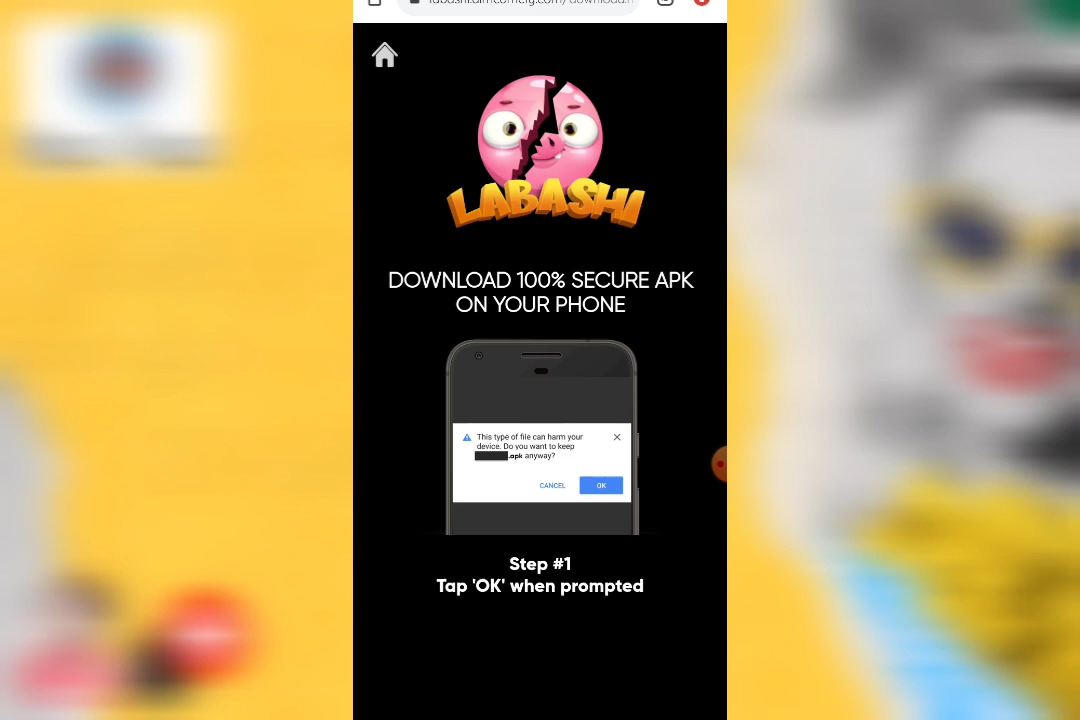 LABASHI
DOWNLOAD 100% SECURE APK
ON YOUR PHONE
This type of file can harm your
device. Do you want to keep
.apk anyway?
CANCEL
OK
Step #1
Tap 'OK' when prompted